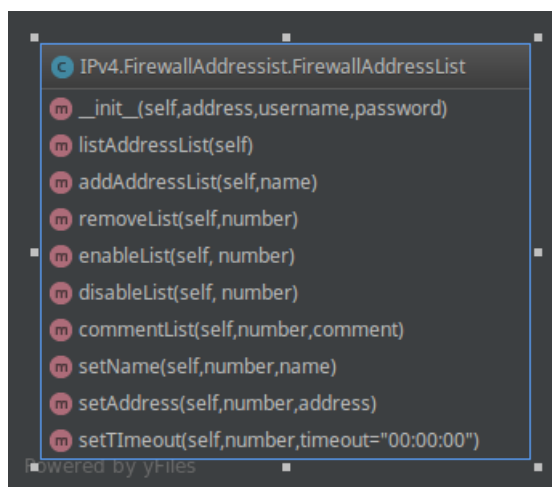 C IPv4.FirewallAddressist.FirewallAddressList
m __init__(self,address,username,password)
m listAddressList(self)
m addAddressList(self,name)
m removeList(self,number)
m enableList(self, number)
m disableList(self, number)
m commentList(self,number,comment)
m setName(self,number,name)
m setAddress(self,number,address)
m setTImeout(self,number,timeout="00:00:00")
Powered by yFiles